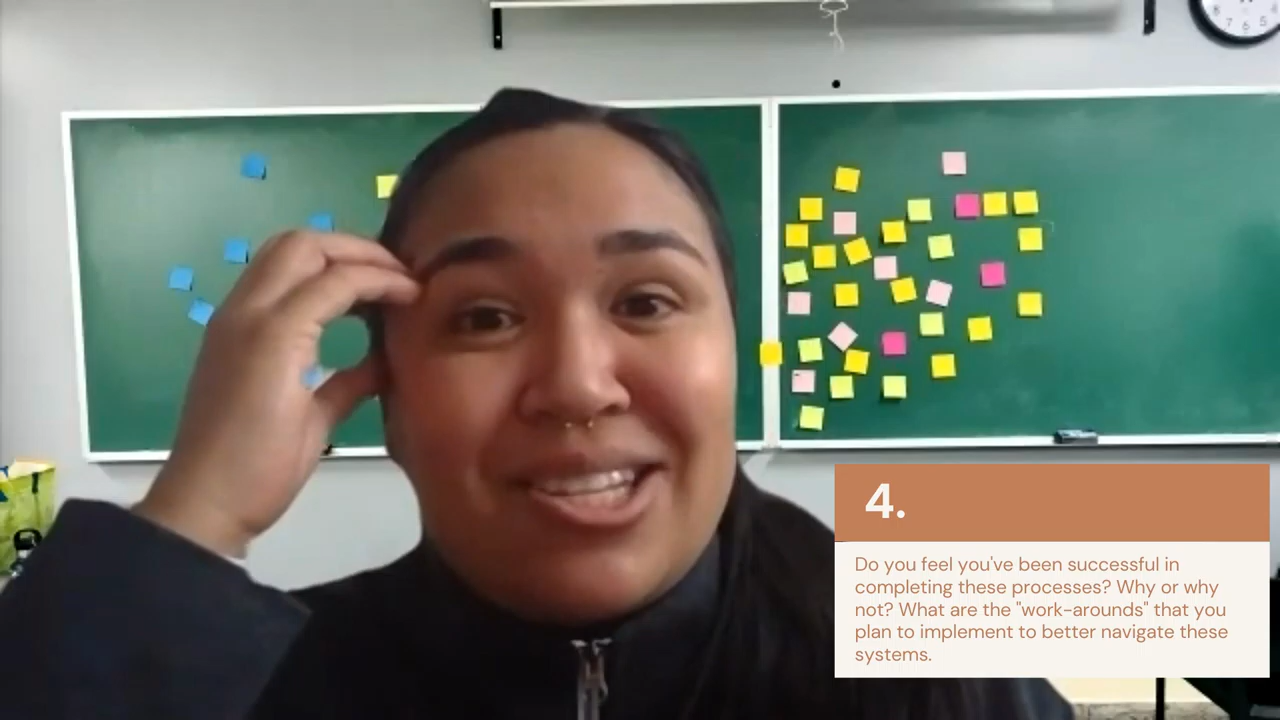 4.
Do you feel you've been successful in
completing these processes? Why or why
not? What are the "work-arounds" that you
plan to implement to better navigate these
systems.